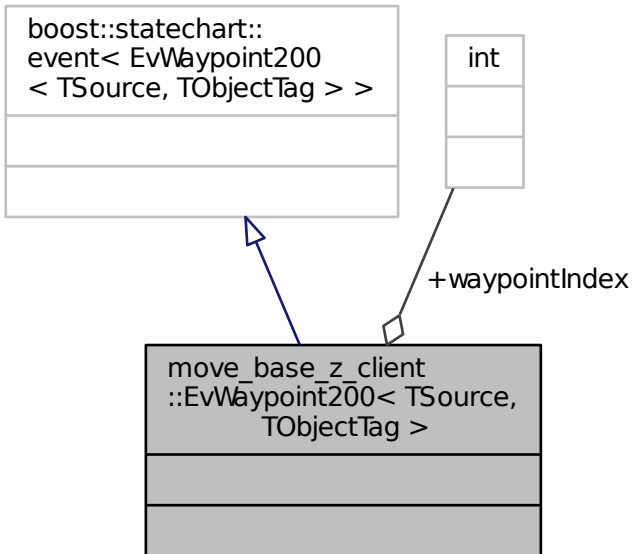 boost::statechart::
event< EvWaypoint200
< TSource, TObjectTag > >
int
+waypointIndex
move_base_z_client
::EvWaypoint200< TSource,
TObjectTag >